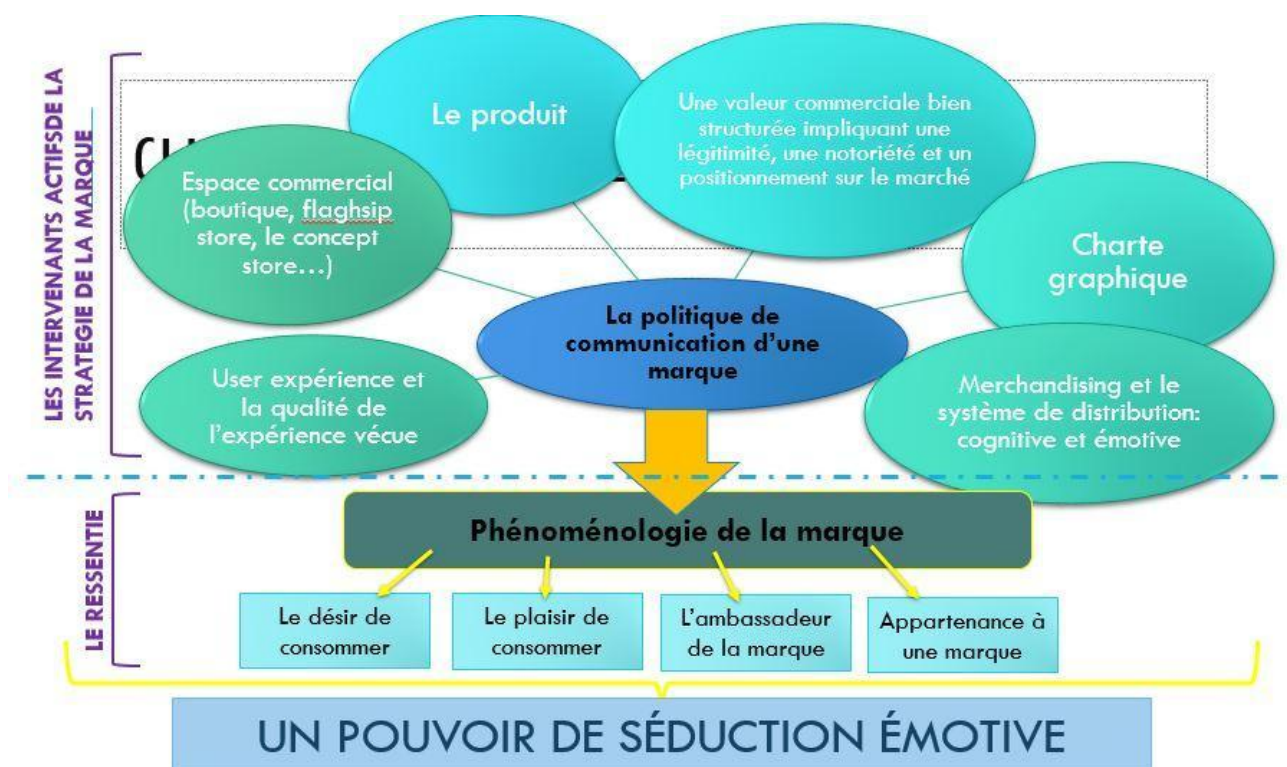 LES INTERVENANTS ACTIFSDE LA
STRATEGIE DE LA MARQUE
Le produit
Une valeur commerciale bien
structurée impliquant une
légitimité, une notoriété et un
positionnement sur le marché
Espace commercial
(boutique, flaghsip
store, le concept
store…)
Charte
graphique
La politique de
communication d'une
marque
User expérience et
la qualité de
l'expérience vécue
Merchandising et le
système de distribution:
cognitive et émotive
LE RESSENTIE
Phénoménologie de la marque
Le désir de
consommer
Le plaisir de
consommer
L'ambassadeur
de la marque
Appartenance à
une marque
UN POUVOIR DE SÉDUCTION ÉMOTIVE